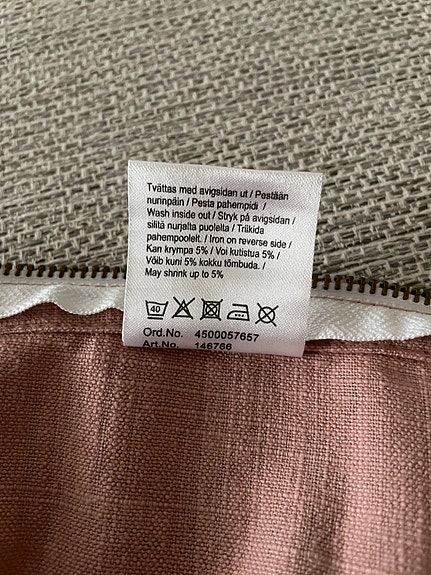 Tvättas med avigsidan ut / Pestään
nurinpäin / Pesta pahempidi /
Wash inside out / Stryk på avigsidan /
silitä nurjalta puolelta / Triikida
pahempoolelt. / Iron on reverse side /
Kan krympa 5% / Voi kutistua 5% /
Võib kuni 5% kokku tõmbuda. /
May shrink up to 5%
40
Ord.No. 4500057657
Art.No. 146766